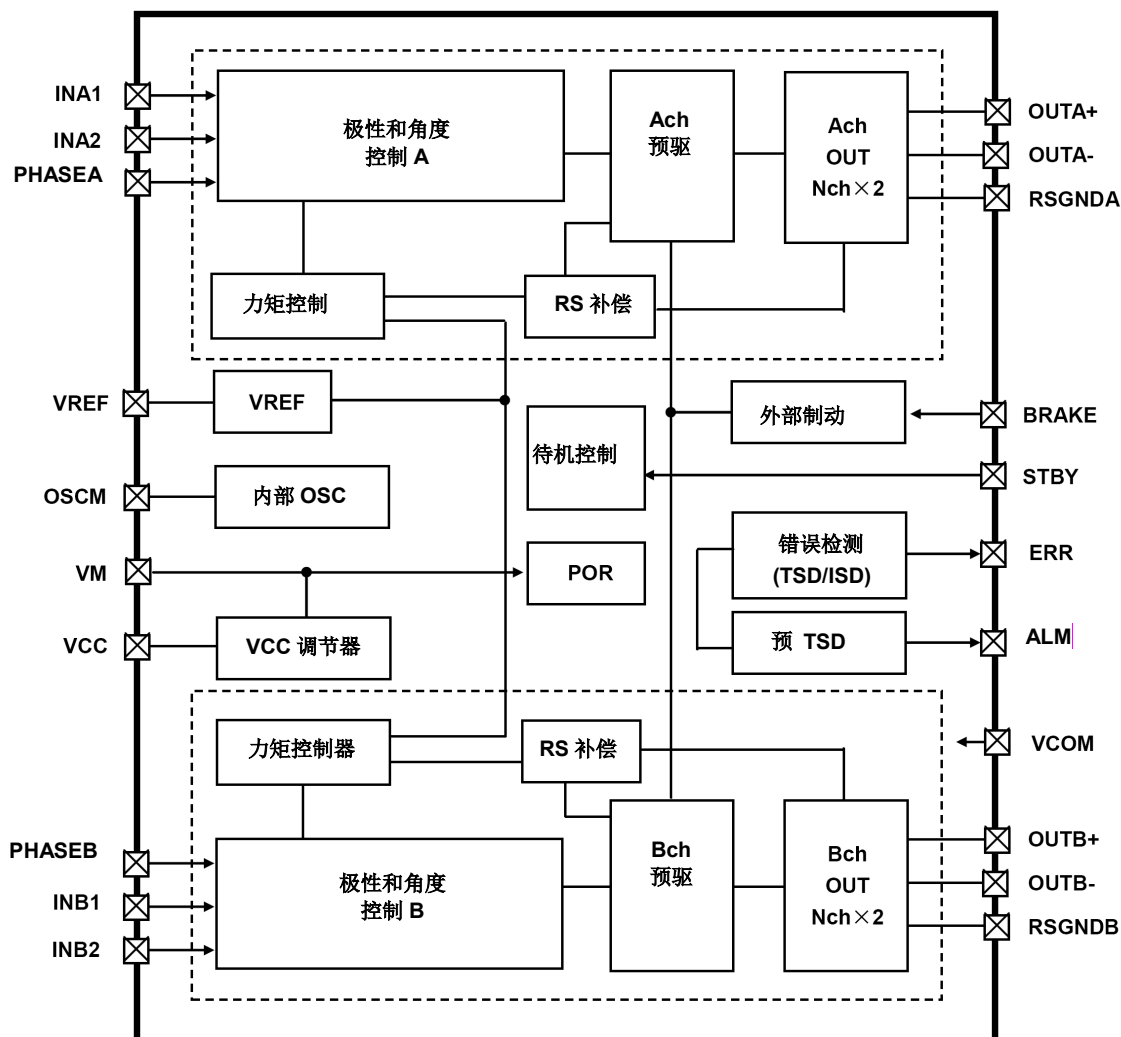 INA1
INA2
PHASEA
极性和角度
控制 A
Ach
预驱
Ach
OUT
Nch×2
OUTA+
OUTA-
RSGNDA
力矩控制
RS 补偿
VREF
VREF
外部制动
BRAKE
待机控制
STBY
OSCM
内部 OSC
错误检测
(TSD/ISD)
ERR
VM
POR
VCC
VCC 调节器
预 TSD
ALM
力矩控制器
RS 补偿
VCOM
PHASEB
INB1
INB2
极性和角度
控制 B
Bch
预驱
Bch
OUT
Nch×2
OUTB+
OUTB-
RSGNDB